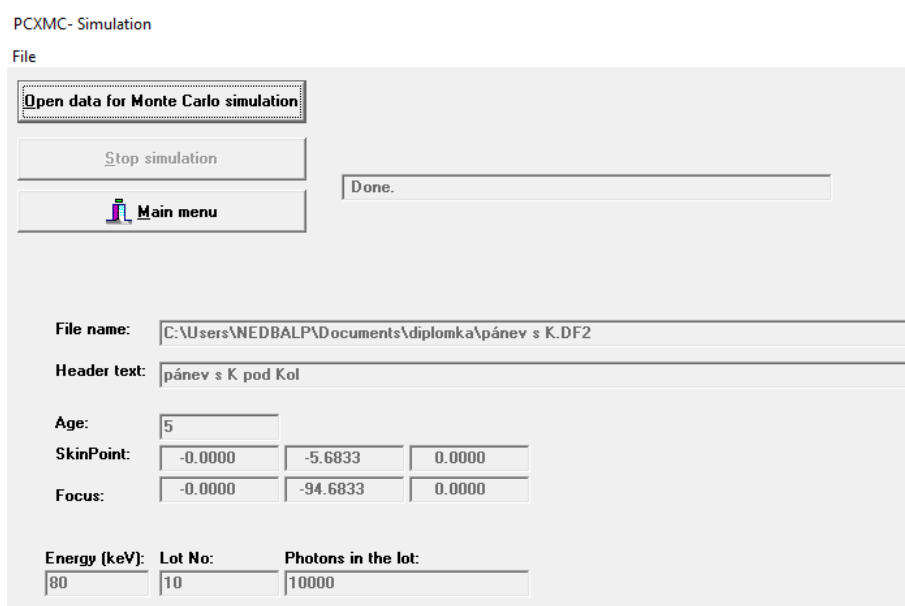 PCXMC- Simulation
File
Open data for Monte Carlo simulation
Stop simulation
Done.
Main menu
File name: C:\Users\NEDBALP\Documents\diplomka\pánev s K.DF2
Header text: pánev s K pod Kol
Age: 5
SkinPoint: -0.0000 -5.6833 0.0000
Focus: -0.0000 -94.6833 0.0000
Energy (keV): Lot No: Photons in the lot:
80 10 10000